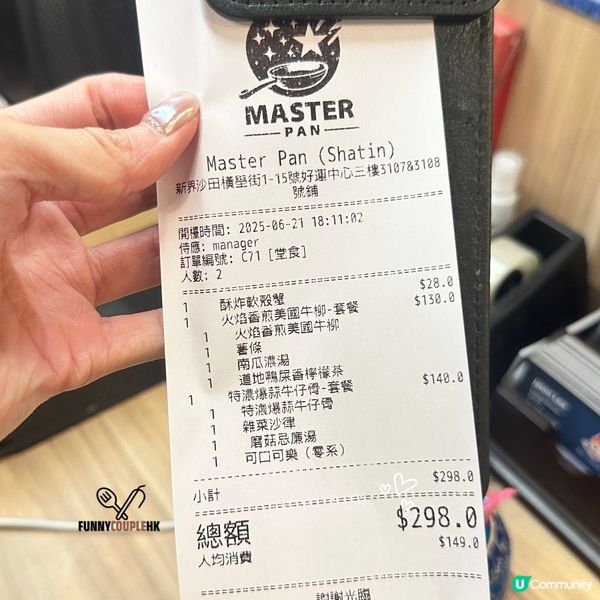 MASTER
PAN
Master Pan (Shatin)
新界沙田橫壆街1-15號好運中心三樓3107&3108
號鋪
開檯時間: 2025-06-21 18:11:02
侍應: manager
訂單編號: C71 [堂食]
人數: 2
1 酥炸軟殼蟹 $28.0
1 火焰香煎美國牛柳-套餐 $130.0
1 火焰香煎美國牛柳
1 薯條
1 南瓜濃湯
1 道地鴨屎香檸檬茶
1 特濃爆蒜牛仔骨-套餐 $140.0
1 特濃爆蒜牛仔骨
1 雜菜沙律
1 蘑菇忌廉湯
1 可口可樂 (零系)
小計 $298.0
總額 $298.0
人均消費 $149.0
謝謝光臨
FUNNYCOUPLEHK
U Community